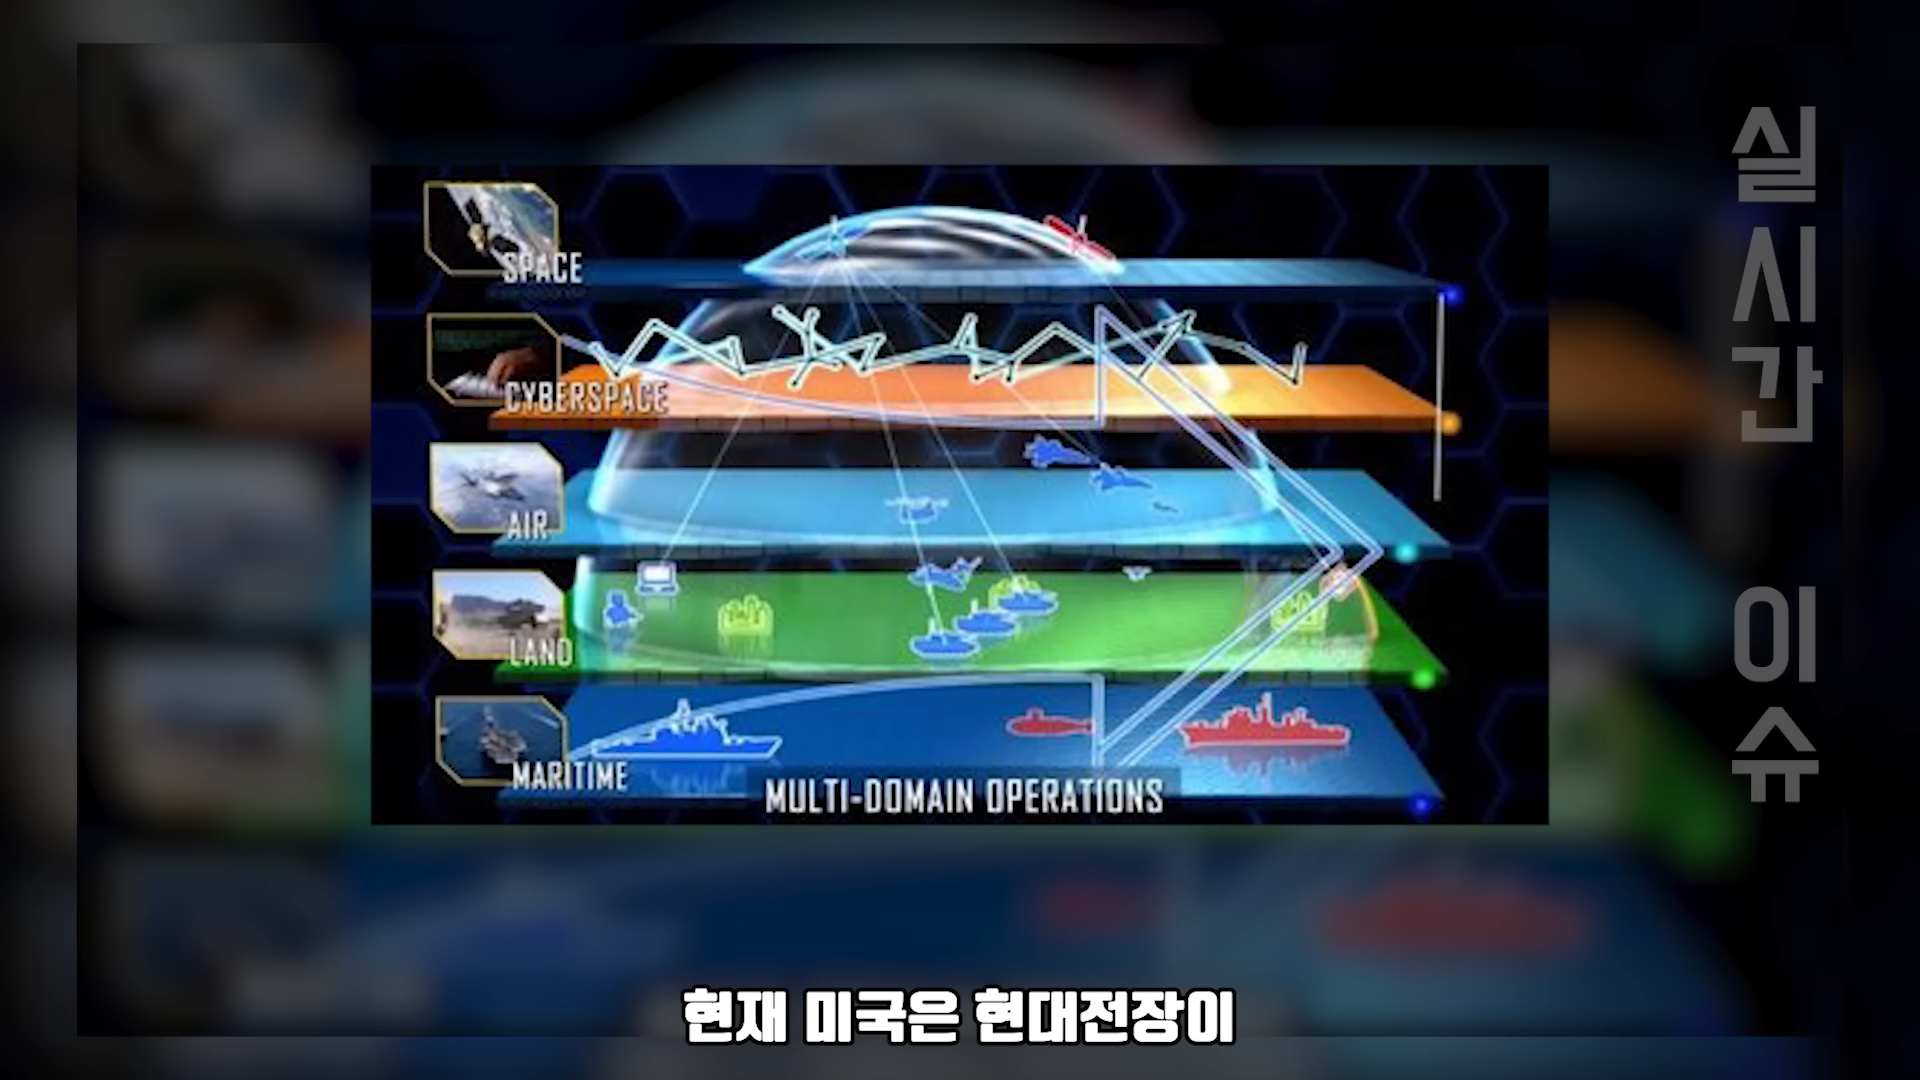 SPACE
CYBERSPACE
AIR
LAND
MARITIME
MULTI-DOMAIN OPERATIONS
실시간 이슈
현재 미국은 현대전장이